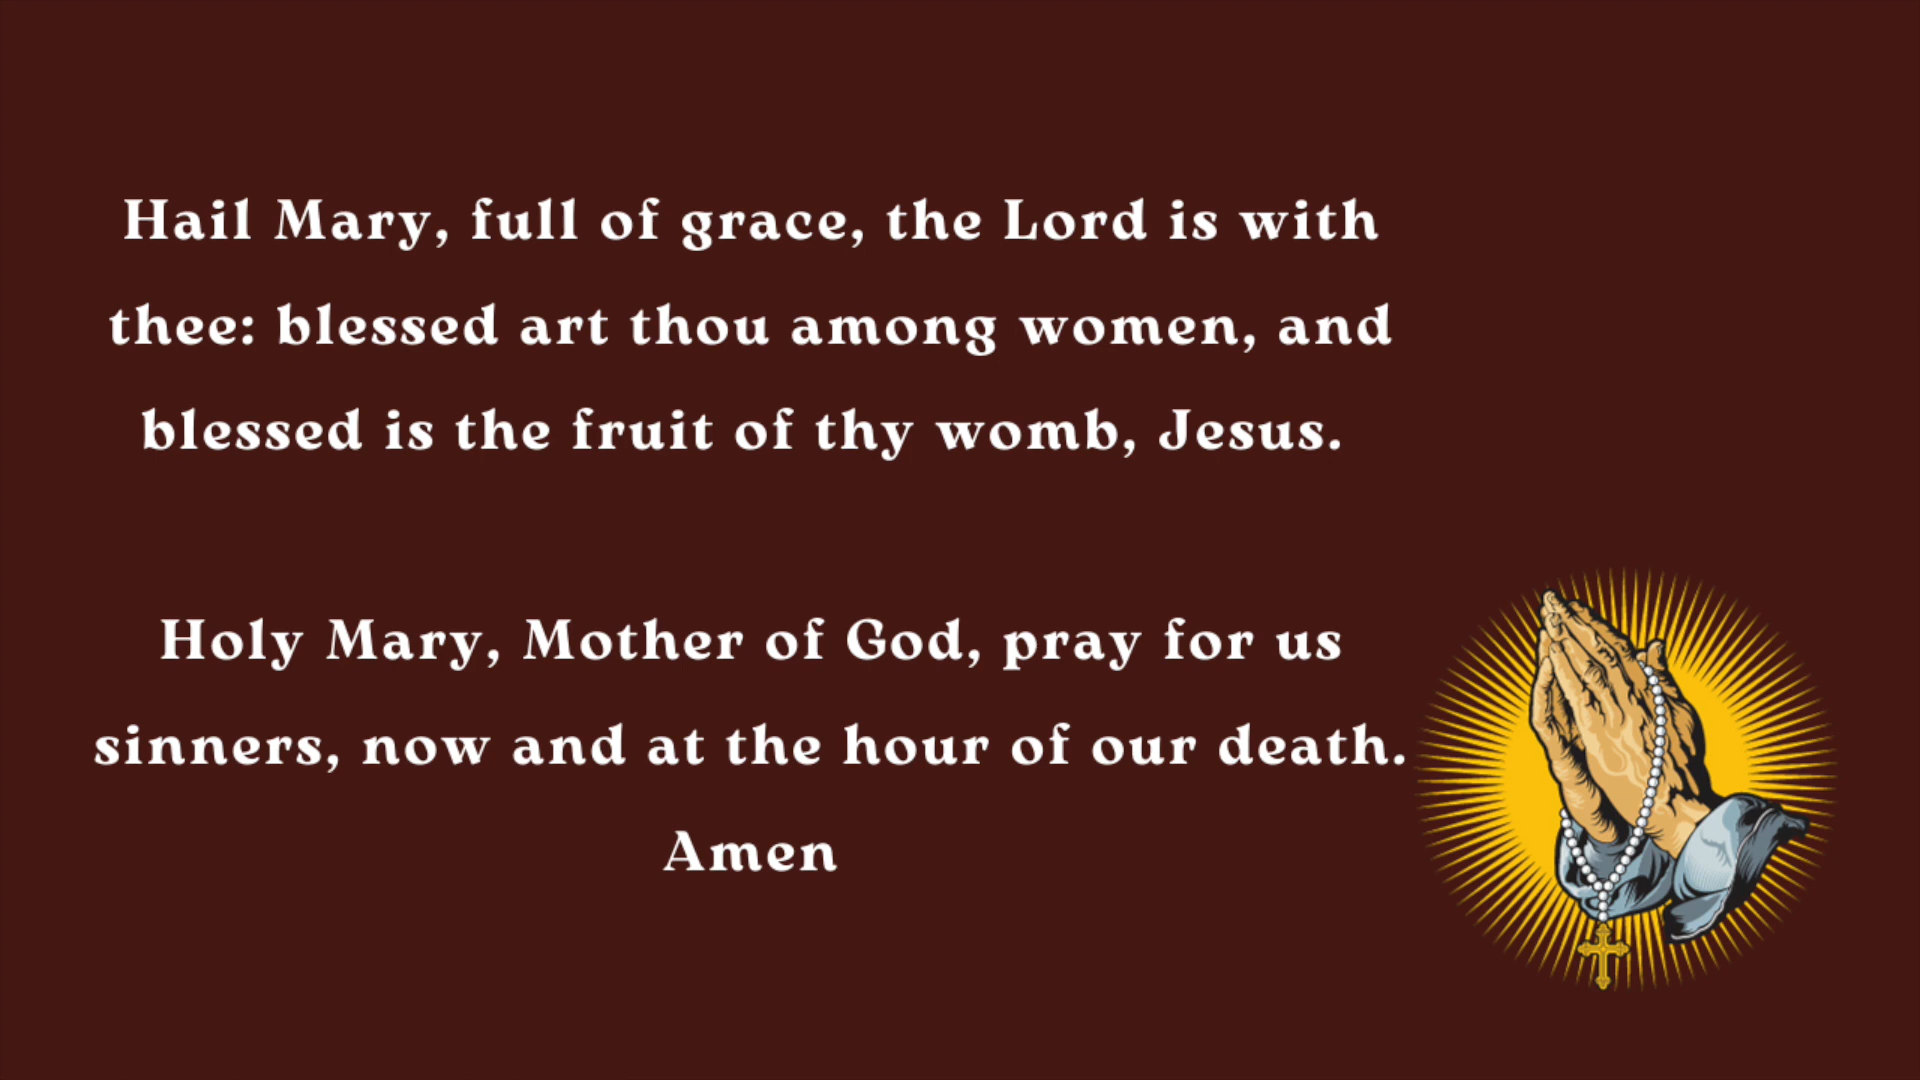 Hail Mary, full of grace, the Lord is with
thee: blessed art thou among women, and
blessed is the fruit of thy womb, Jesus.
Holy Mary, Mother of God, pray for us
sinners, now and at the hour of our death.
Amen